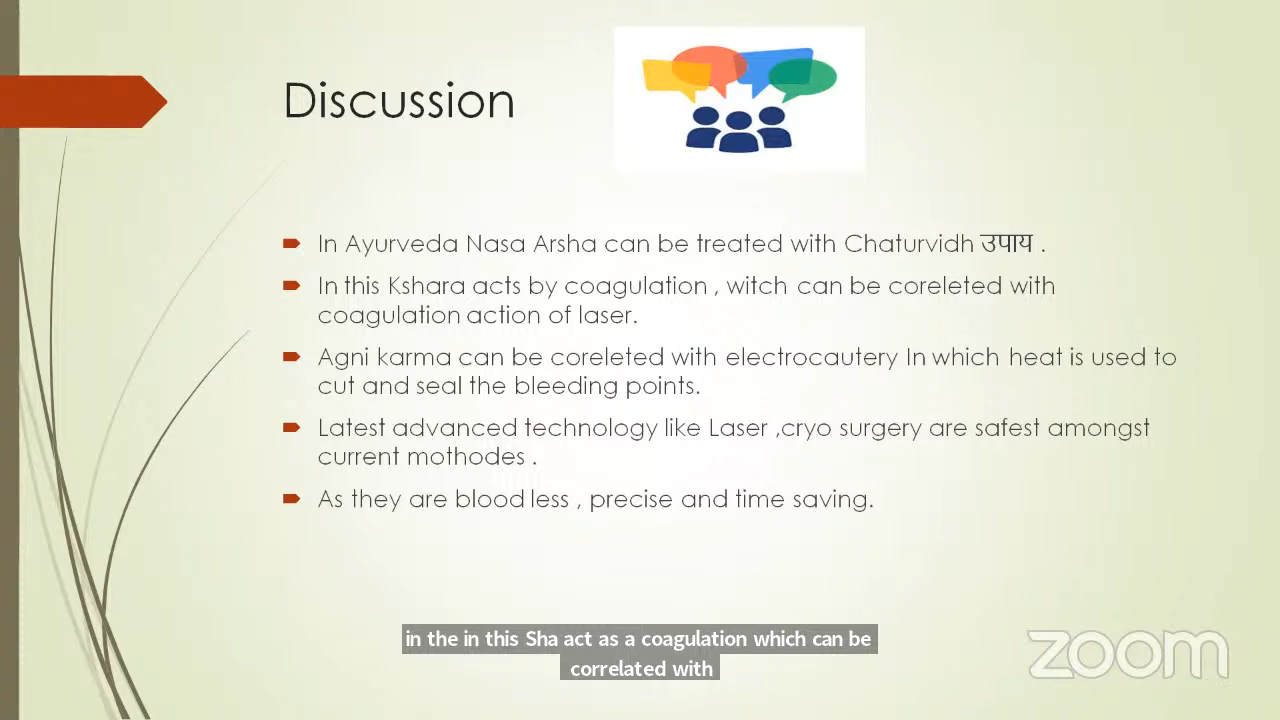 Discussion
In Ayurveda Nasa Arsha can be treated with Chaturvidh उपाय .
In this Kshara acts by coagulation , witch can be coreleted with
coagulation action of laser.
Agni karma can be coreleted with electrocautery In which heat is used to
cut and seal the bleeding points.
Latest advanced technology like Laser ,cryo surgery are safest amongst
current mothodes .
As they are blood less , precise and time saving.
in the in this Sha act as a coagulation which can be
correlated with
zoom